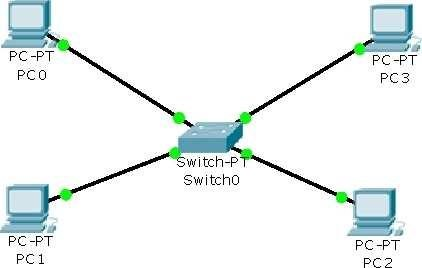 PC-PT
PC0
PC-PT
PC3
Switch-PT
Switch0
PC-PT
PC1
PC-PT
PC2